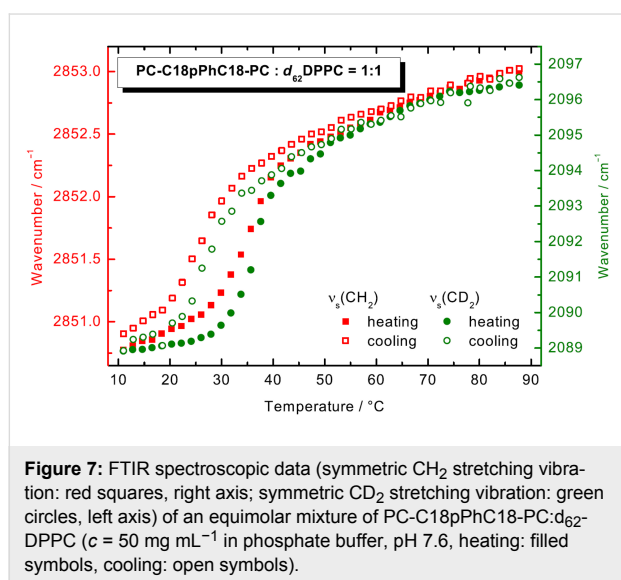 PC-C18pPhC18-PC : d₆₂DPPC = 1:1
2853.0
2852.5
2852.0
2851.5
2851.0
Wavenumber / cm⁻¹
2097
2096
2095
2094
2093
2092
2091
2090
2089
Wavenumber / cm⁻¹
νₛ(CH₂) νₛ(CD₂)
heating heating
cooling cooling
10 20 30 40 50 60 70 80 90
Temperature / °C
Figure 7: FTIR spectroscopic data (symmetric CH₂ stretching vibra-
tion: red squares, right axis; symmetric CD₂ stretching vibration: green
circles, left axis) of an equimolar mixture of PC-C18pPhC18-PC:d₆₂-
DPPC (c = 50 mg mL⁻¹ in phosphate buffer, pH 7.6, heating: filled
symbols, cooling: open symbols).